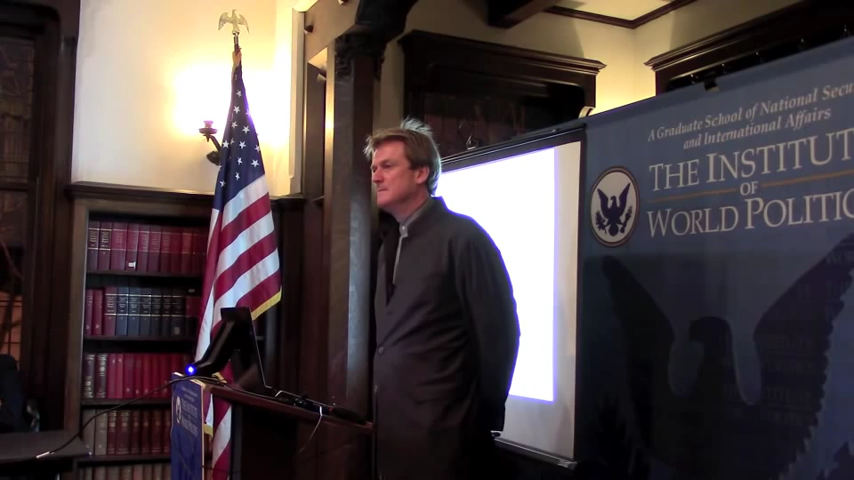 A Graduate School of National Secu
and International Affairs
THE INSTITUT
OF
WORLD POLITIC